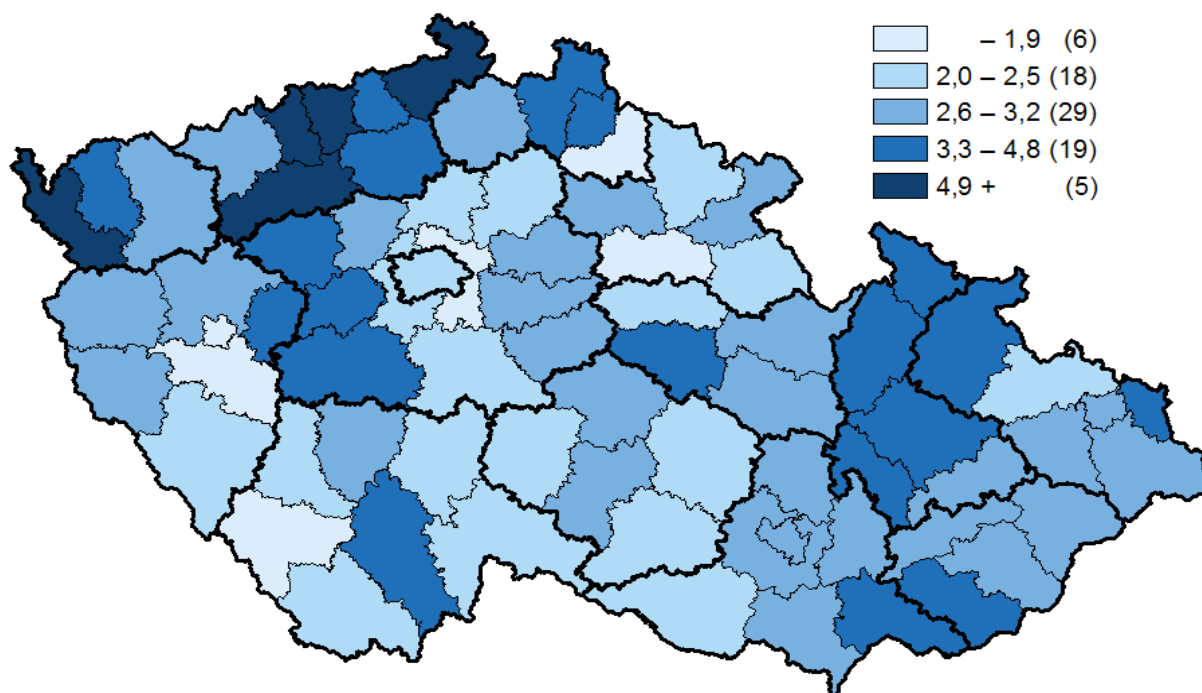 – 1,9 (6)
2,0 – 2,5 (18)
2,6 – 3,2 (29)
3,3 – 4,8 (19)
4,9 + (5)